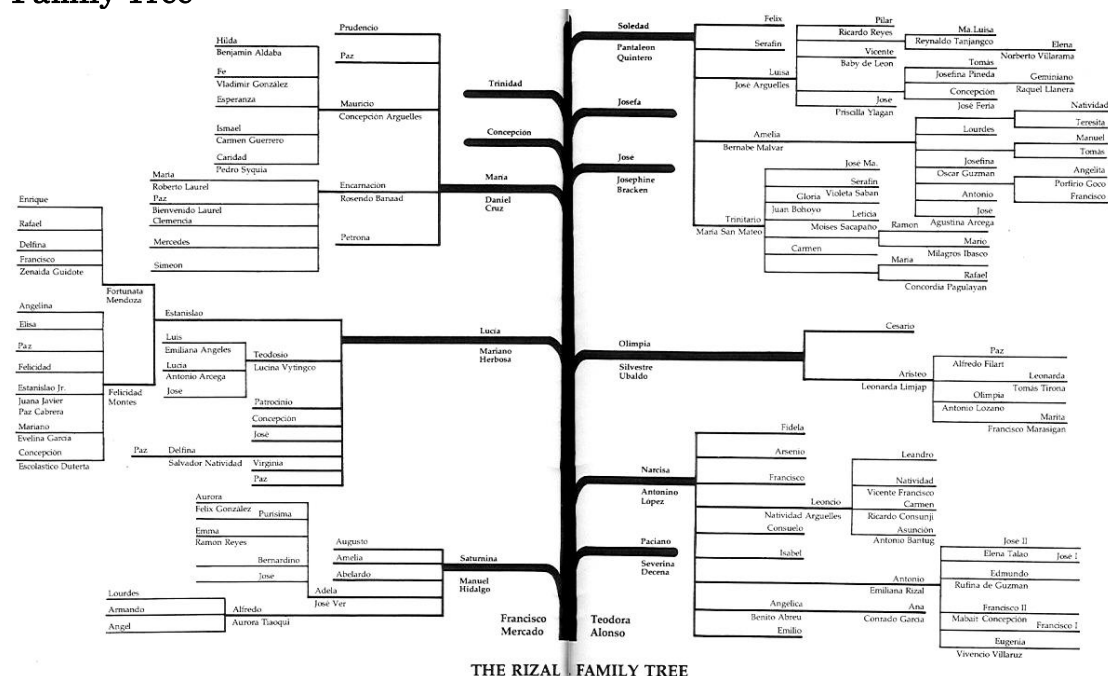 Family Tree
Hilda
Benjamin Aldaba
Fe
Vladimir González
Esperanza
Ismael
Carmen Guerrero
Caridad
Pedro Syquia
Prudencio
Paz
Mauricio
Concepción Arguelles
Maria
Roberto Laurel
Paz
Bienvenido Laurel
Clemencia
Mercedes
Simeon
Encarnacion
Rosendo Banaad
Petrona
Trinidad
Concepción
Maria
Daniel
Cruz
Enrique
Rafael
Delfina
Francisco
Zenaida Guidote
Fortunata
Mendoza
Angelina
Elisa
Paz
Felicidad
Estanislao Jr.
Juana Javier
Paz Cabrera
Mariano
Evelina Garcia
Concepción
Escolastico Duterta
Felicidad
Montes
Estanislao
Luis
Emiliana Angeles
Lucia
Antonio Arcega
José
Teodosio
Lucina Vytingco
Patrocinio
Concepción
José
Paz
Delfina
Salvador Natividad
Virginia
Paz
Lucia
Mariano
Herbosa
Aurora
Felix González
Purisima
Emma
Ramon Reyes
Bernardino
Jose
Augusto
Amelia
Abelardo
Adela
José Ver
Lourdes
Armando
Angel
Alfredo
Aurora Tiaoqui
Saturnina
Manuel
Hidalgo
Francisco
Mercado
Teodora
Alonso
Soledad
Pantaleon
Quintero
Felix
Serafin
Luisa
José Arguelles
Pilar
Ricardo Reyes
Vicente
Baby de Leon
Jose
Priscilla Ylagan
Ma. Luisa
Reynaldo Tanjangco
Elena
Norberto Villarama
Tomás
Josefina Pineda
Geminiano
Raquel Llanera
Concepción
José Feria
Josefa
Jose
Josephine
Bracken
Amelia
Bernabe Malvar
Lourdes
Natividad
Teresita
Manuel
Tomás
Josefina
Oscar Guzman
Angelita
Porfirio Goco
Francisco
Antonio
Jose
Agustina Arcega
Trinitario
Maria San Mateo
José Ma.
Serafin
Violeta Saban
Gloria
Juan Bohoyo
Leticia
Moises Sacapaño
Ramon
Mario
Milagros Ibasco
Carmen
Maria
Rafael
Concordia Pagulayan
Olimpia
Silvestre
Ubaldo
Cesario
Aristeo
Leonarda Limjap
Paz
Alfredo Filart
Leonarda
Tomás Tirona
Olimpia
Antonio Lozano
Marita
Francisco Marasigan
Narcisa
Antonino
López
Fidela
Arsenio
Francisco
Leoncio
Natividad Arguelles
Leandro
Natividad
Vicente Francisco
Carmen
Ricardo Consunji
Asunción
Antonio Bantug
Consuelo
Isabel
Antonio
Emiliana Rizal
Jose II
Elena Talao
José I
Edmundo
Rufina de Guzman
Francisco II
Mabait Concepción
Francisco I
Eugenia
Vivencio Villaruz
Angelica
Benito Abreu
Ana
Conrado Garcia
Emilio
Paciano
Severina
Decena
THE RIZAL FAMILY TREE